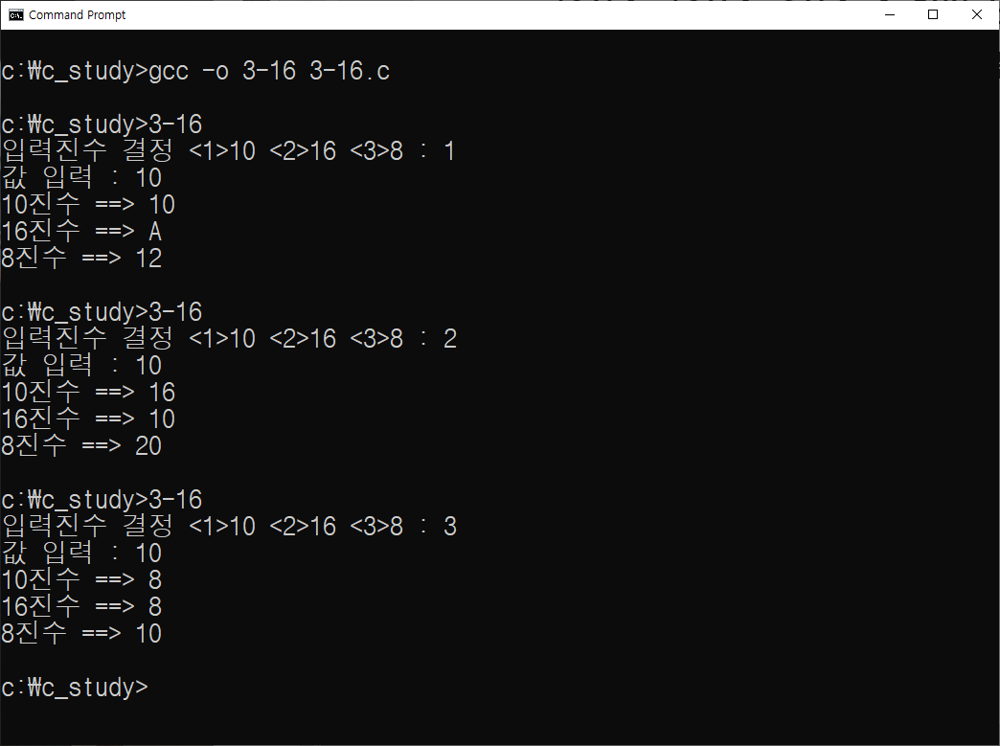 Command Prompt
c:₩c_study>gcc -o 3-16 3-16.c
c:₩c_study>3-16
입력진수 결정 <1>10 <2>16 <3>8 : 1
값 입력 : 10
10진수 ==> 10
16진수 ==> A
8진수 ==> 12
c:₩c_study>3-16
입력진수 결정 <1>10 <2>16 <3>8 : 2
값 입력 : 10
10진수 ==> 16
16진수 ==> 10
8진수 ==> 20
c:₩c_study>3-16
입력진수 결정 <1>10 <2>16 <3>8 : 3
값 입력 : 10
10진수 ==> 8
16진수 ==> 8
8진수 ==> 10
c:₩c_study>